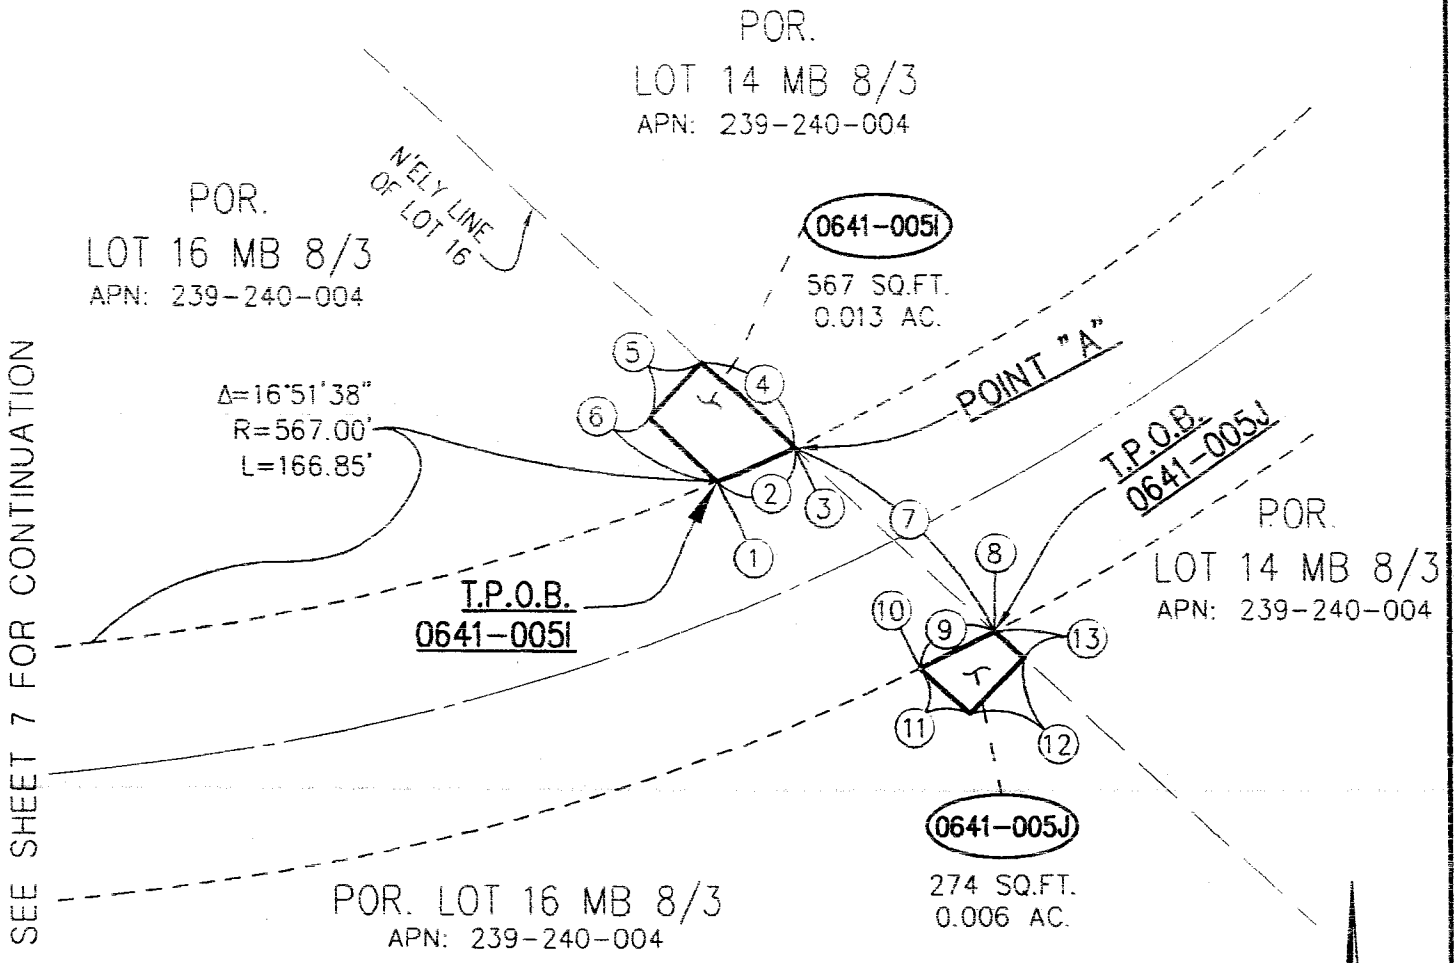 POR.
LOT 14 MB 8/3
APN: 239-240-004
N'ELY LINE
OF LOT 16
POR.
LOT 16 MB 8/3
APN: 239-240-004
0641-005I
567 SQ.FT.
0.013 AC.
SEE SHEET 7 FOR CONTINUATION
Δ=16°51'38"
R=567.00'
L=166.85'
5
4
6
POINT "A"
2
3
1
7
8
T.P.O.B.
0641-005J
POR.
LOT 14 MB 8/3
APN: 239-240-004
T.P.O.B.
0641-005I
10
9
13
11
12
0641-005J
274 SQ.FT.
0.006 AC.
POR. LOT 16 MB 8/3
APN: 239-240-004